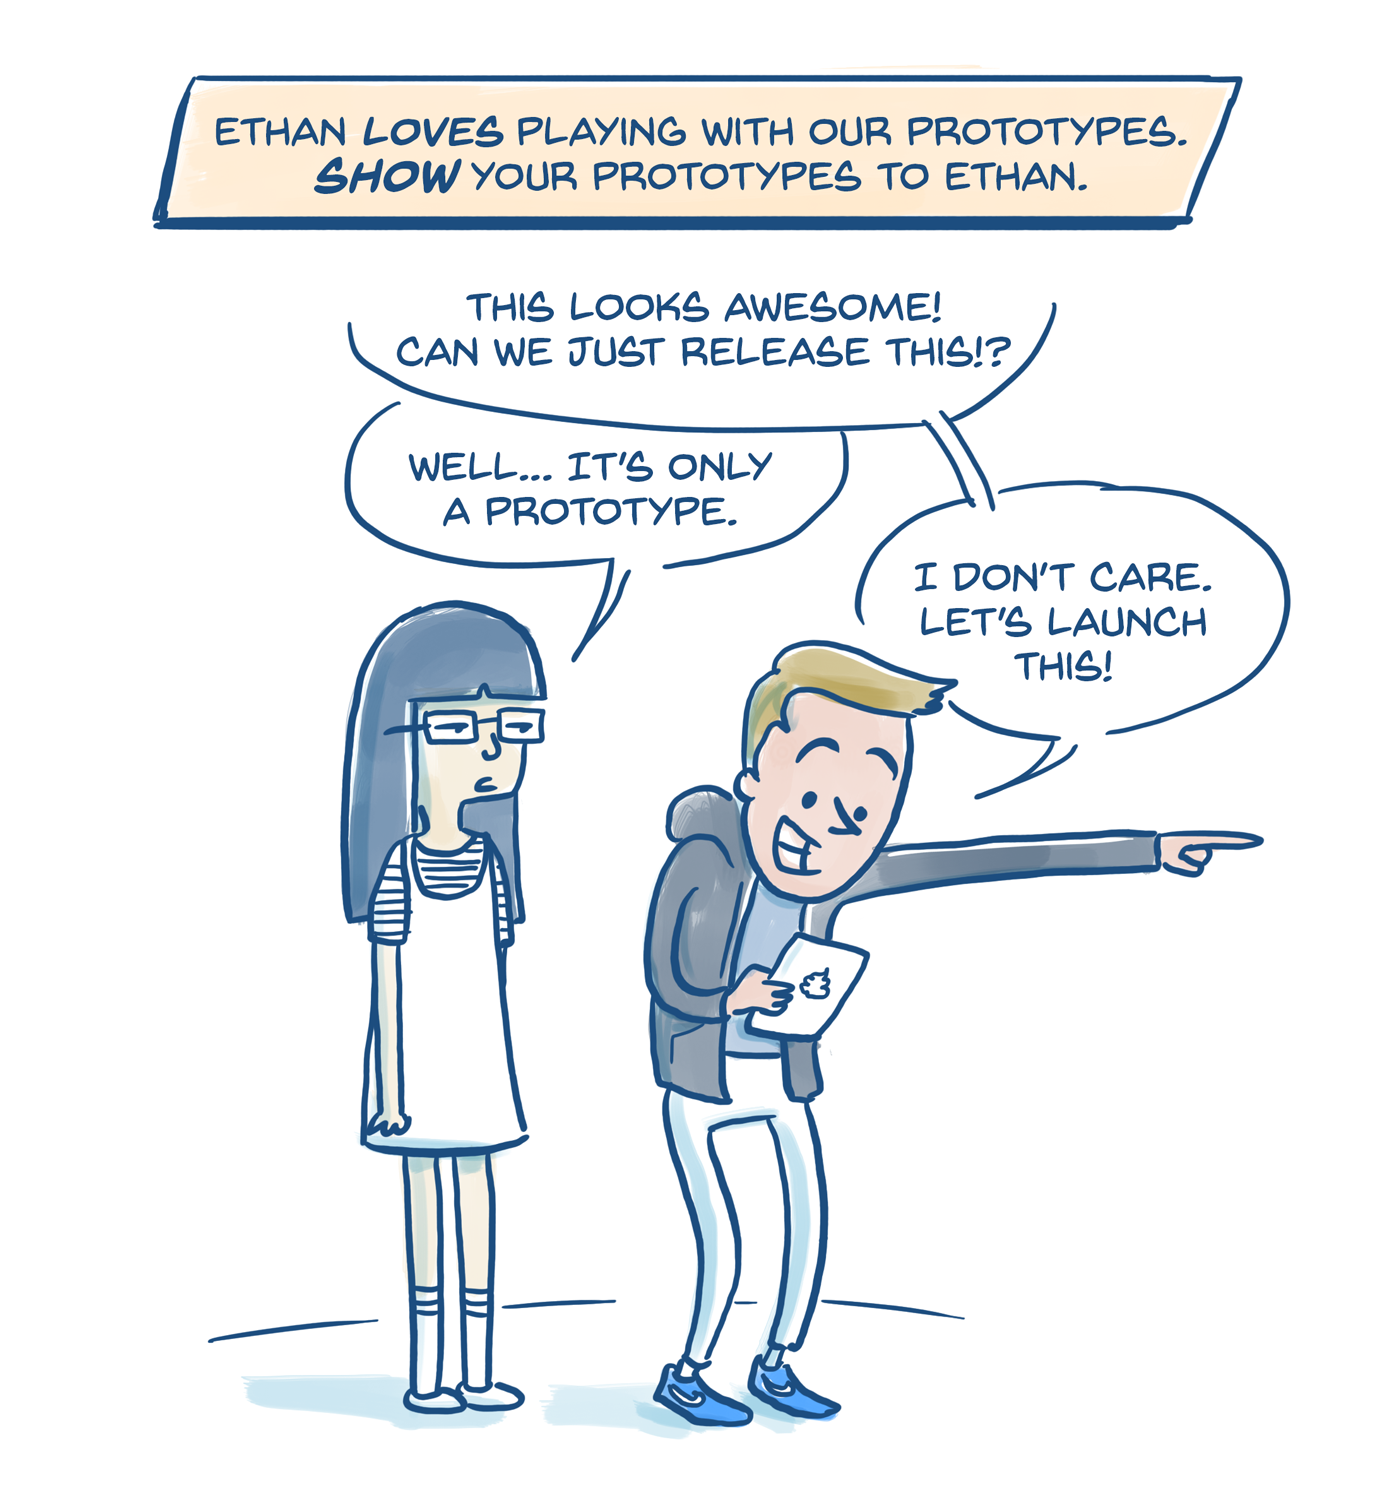 ETHAN LOVES PLAYING WITH OUR PROTOTYPES.
SHOW YOUR PROTOTYPES TO ETHAN.
THIS LOOKS AWESOME!
CAN WE JUST RELEASE THIS!?
WELL... IT'S ONLY
A PROTOTYPE.
I DON'T CARE.
LET'S LAUNCH
THIS!